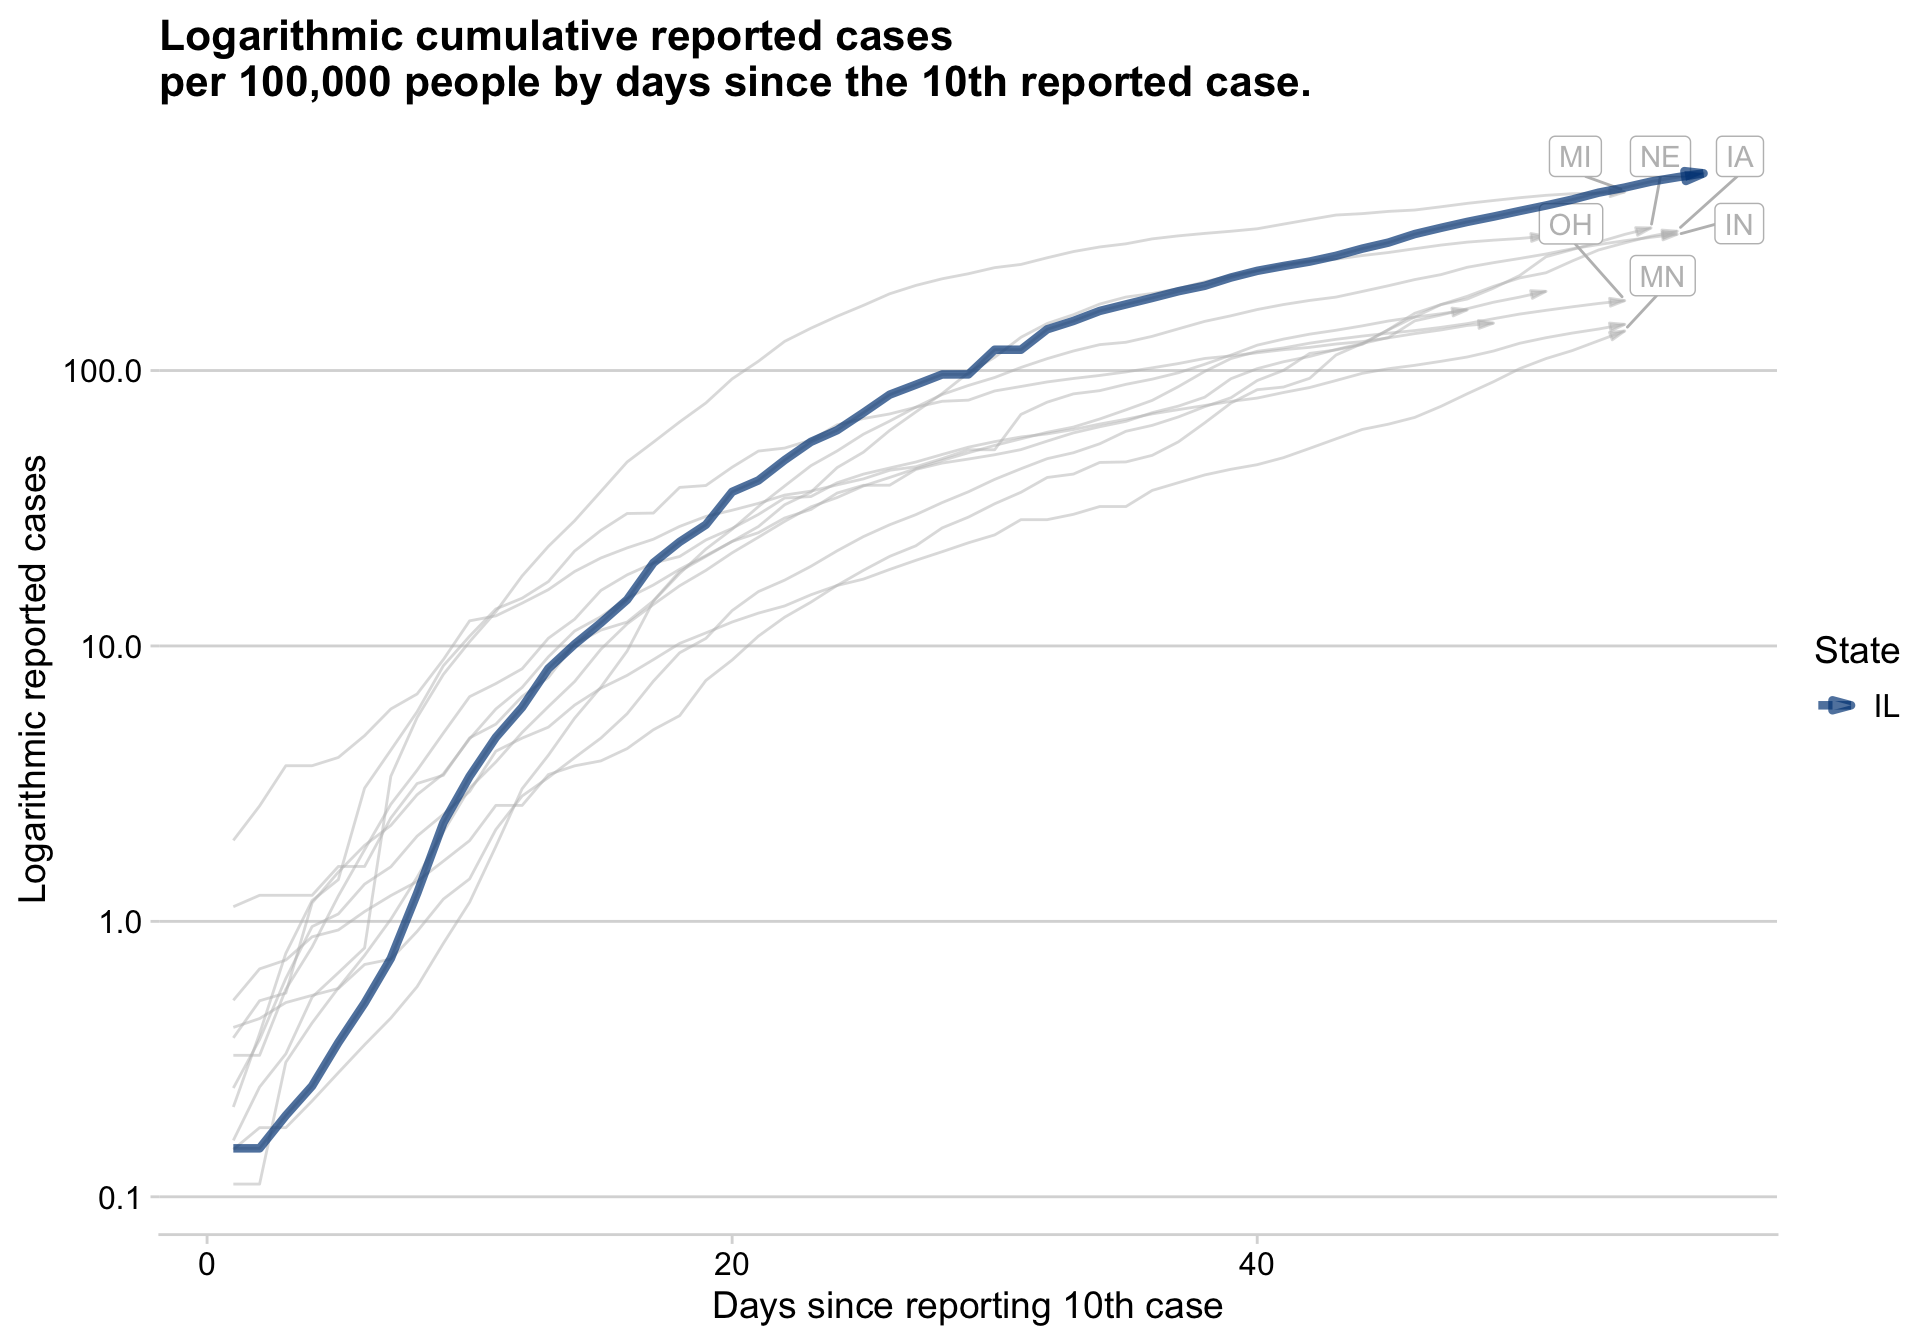 Logarithmic cumulative reported cases
per 100,000 people by days since the 10th reported case.
MI
NE
IA
OH
IN
MN
100.0
10.0
1.0
0.1
Logarithmic reported cases
0
20
40
Days since reporting 10th case
State
IL